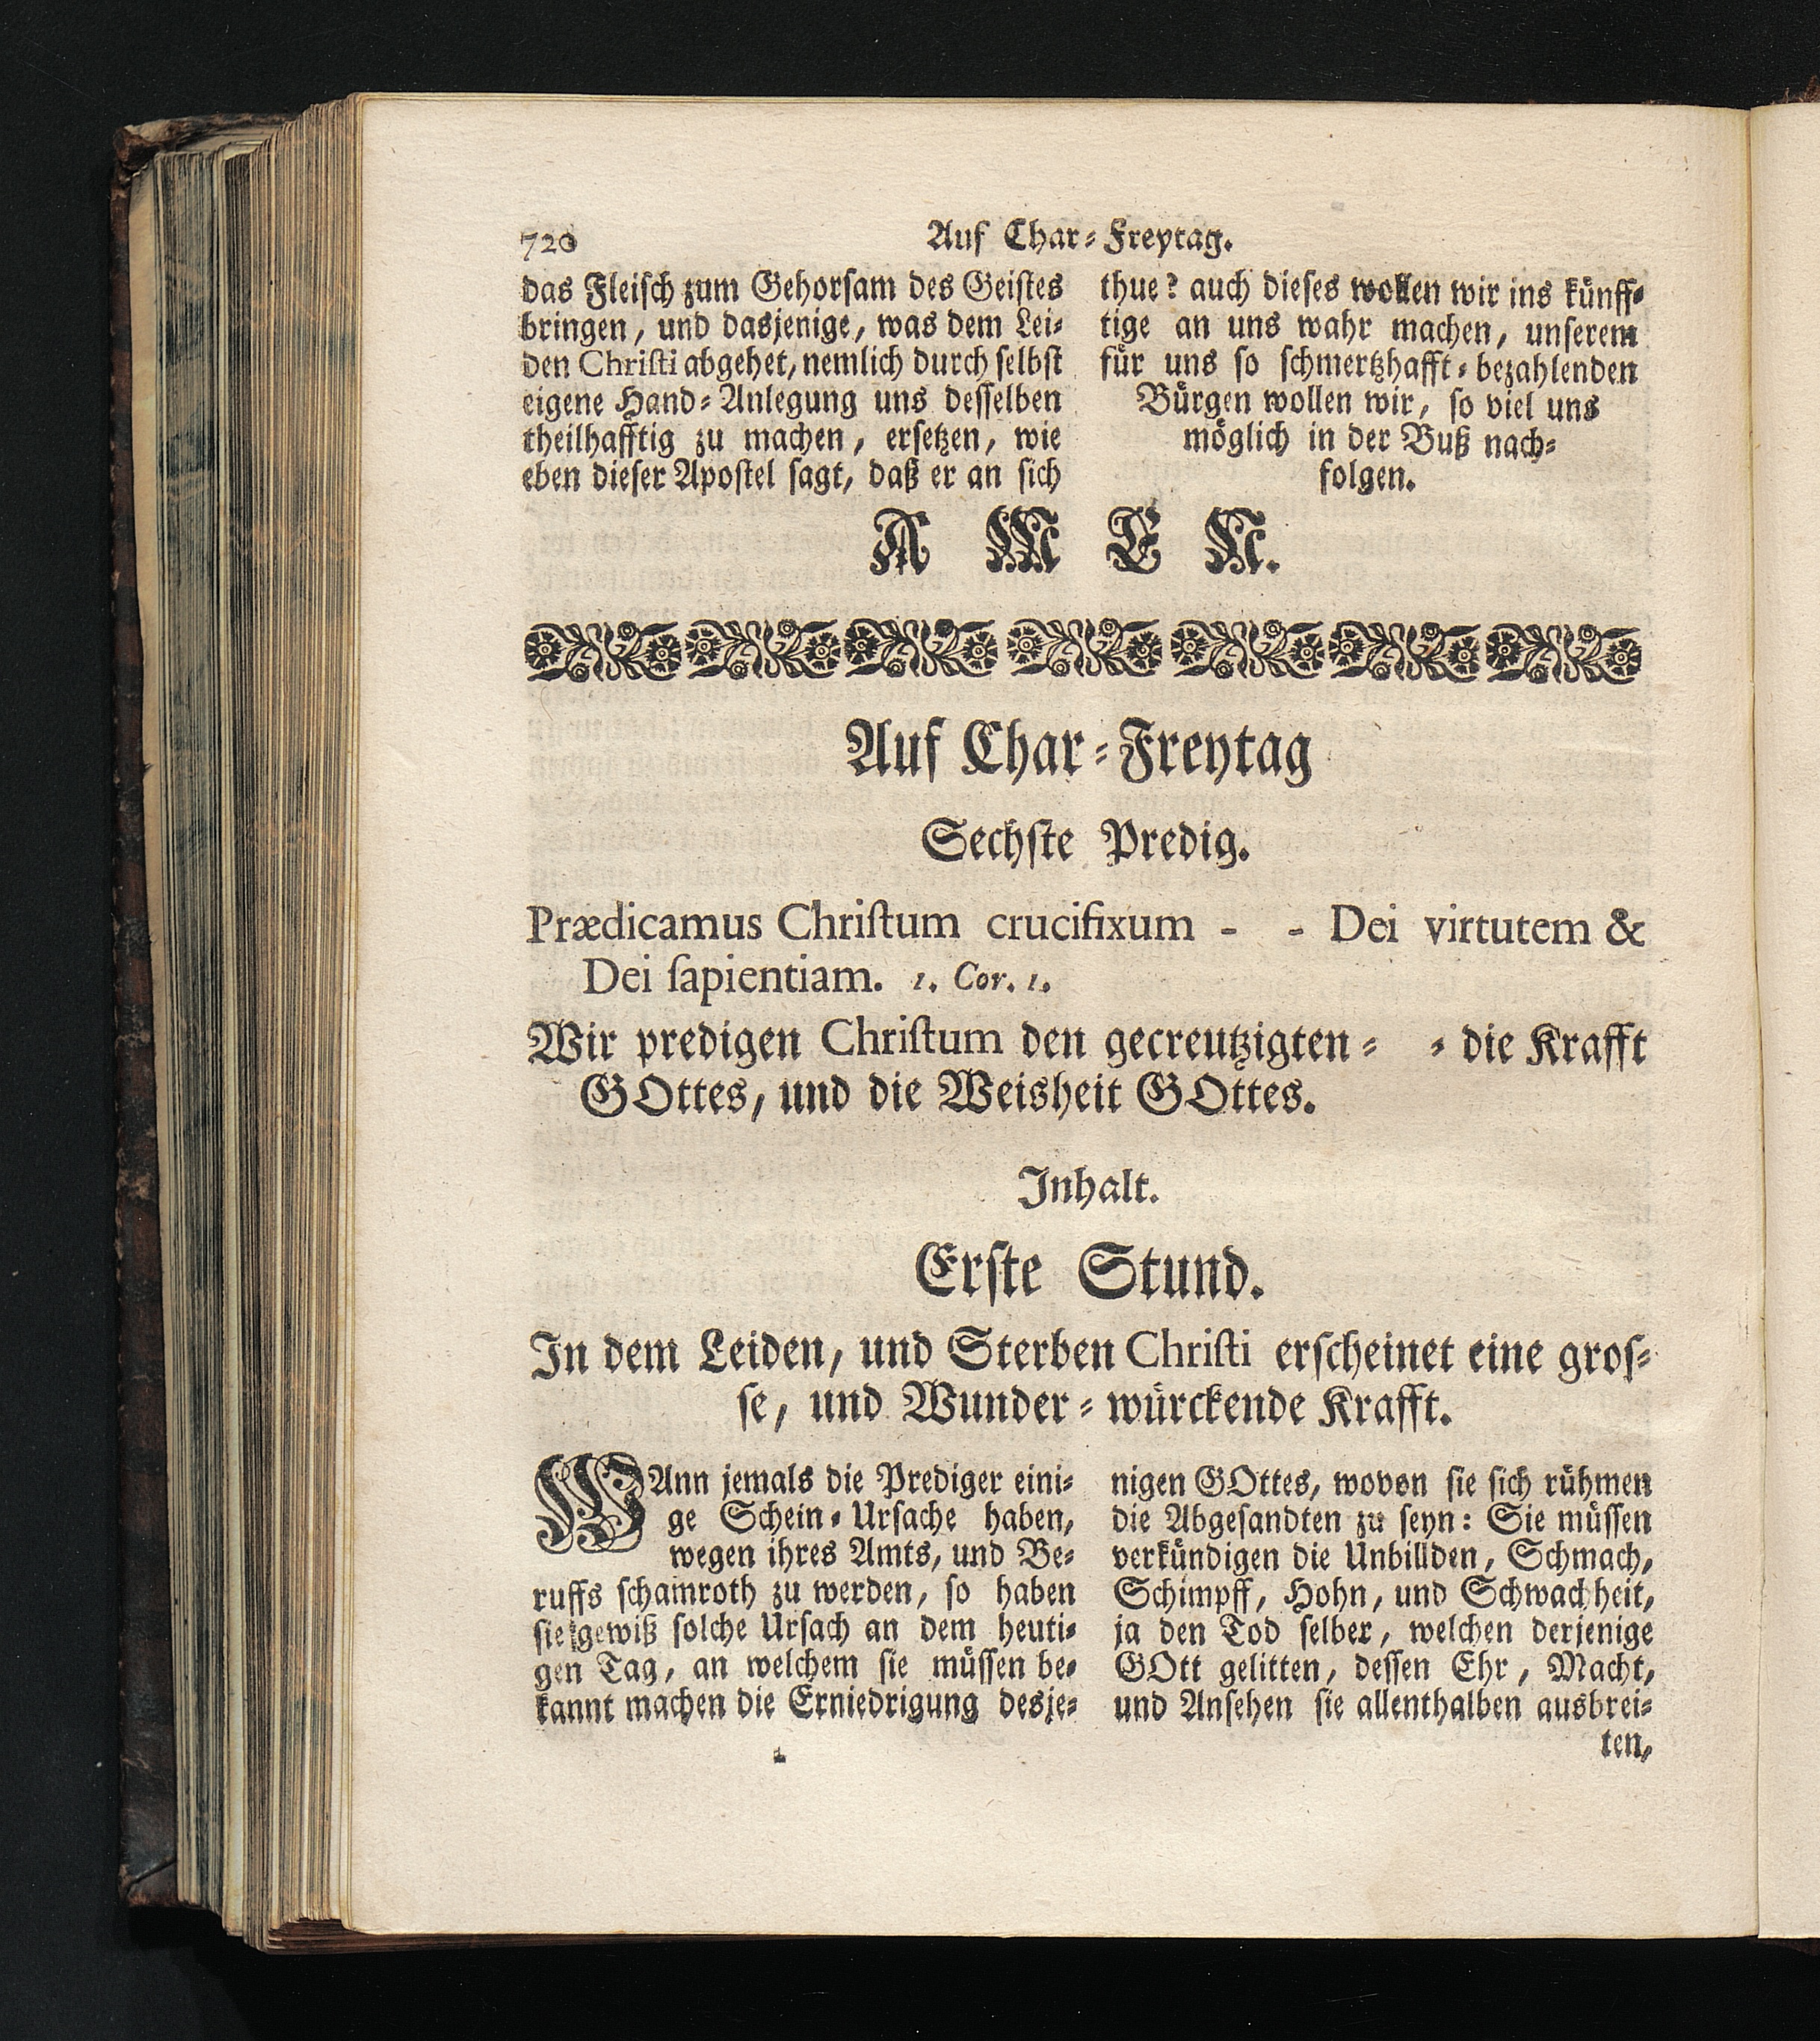 720
Auf Char-Freytag.
das Fleisch zum Gehorsam des Geistes
bringen, und dasjenige, was dem Lei-
den Christi abgehet, nemlich durch selbst
eigene Hand-Anlegung uns desselben
theilhafftig zu machen, ersetzen, wie
eben dieser Apostel sagt, daß er an sich
thue? auch dieses wollen wir ins künff-
tige an uns wahr machen, unserem
für uns so schmertzhafft-bezahlenden
Bürgen wollen wir, so viel uns
möglich in der Buß nach-
folgen.
A M E N.
Auf Char-Freytag
Sechste Predig.
Prædicamus Christum crucifixum - - Dei virtutem &
Dei sapientiam. 1. Cor. 1.
Wir predigen Christum den gecreutzigten - - die Krafft
GOttes, und die Weisheit GOttes.
Inhalt.
Erste Stund.
In dem Leiden, und Sterben Christi erscheinet eine gros-
se, und Wunder-würckende Krafft.
WAnn jemals die Prediger eini-
ge Schein-Ursache haben,
wegen ihres Amts, und Be-
ruffs schamroth zu werden, so haben
sie gewiß solche Ursach an dem heuti-
gen Tag, an welchem sie müssen be-
kannt machen die Erniedrigung desje-
nigen GOttes, wovon sie sich rühmen
die Abgesandten zu seyn: Sie müssen
verkündigen die Unbillden, Schmach,
Schimpff, Hohn, und Schwachheit,
ja den Tod selber, welchen derjenige
GOtt gelitten, dessen Ehr, Macht,
und Ansehen sie allenthalben ausbrei-
ten,